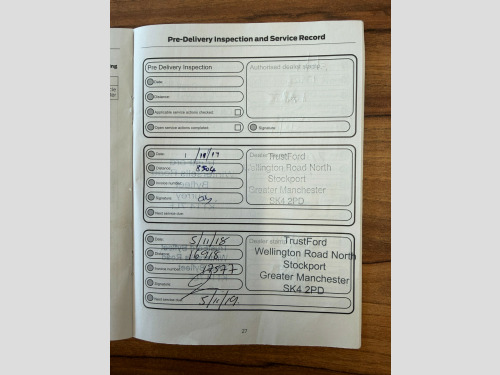 Pre-Delivery Inspection and Service Record
Pre Delivery Inspection
Authorised dealer stamp
Date:
Distance:
Applicable service actions checked:
Open service actions completed:
Signature:
Date: 1/10/17
Dealer stamp
TrustFord
Distance: 8504
Wellington Road North
Invoice number:
Stockport
Signature:
Greater Manchester
SK4 2PD
Next service due:
Date: 5/11/18
Dealer stamp
TrustFord
Distance: 16918
Wellington Road North
Invoice number: 17577
Stockport
Signature:
Greater Manchester
SK4 2PD
Next service due: 5/11/19.
27